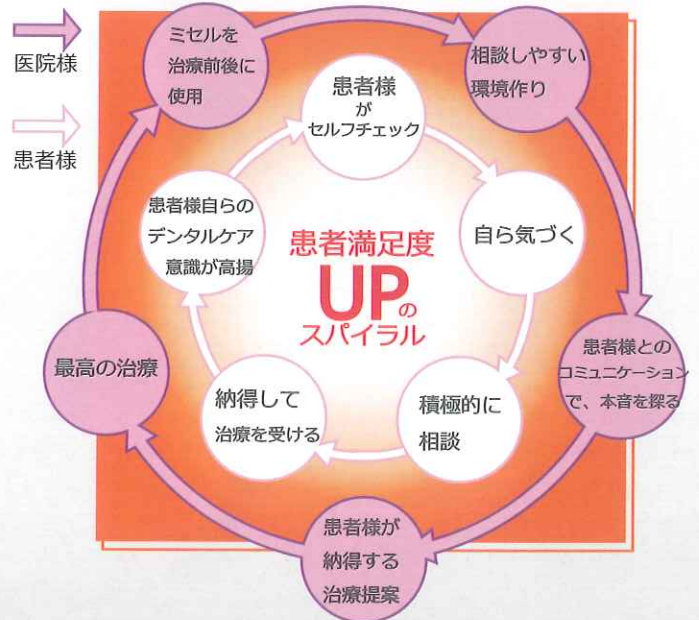 医院様
患者様
ミセルを
治療前後に
使用
相談しやすい
環境作り
患者様との
コミュニケーション
で、本音を探る
患者様が
納得する
治療提案
最高の治療
患者様
が
セルフチェック
自ら気づく
積極的に
相談
納得して
治療を受ける
患者様自らの
デンタルケア
意識が高揚
患者満足度
UPの
スパイラル